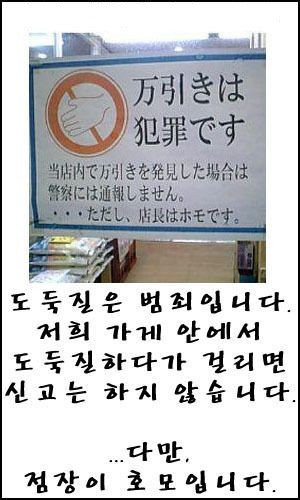 万引きは
犯罪です
当店内で万引きを発見した場合は
警察には通報しません。
・・・ただし、店長はホモです。
도둑질은 범죄입니다.
저희 가게 안에서
도둑질하다가 걸리면
신고는 하지 않습니다.
...다만,
점장이 호모입니다.